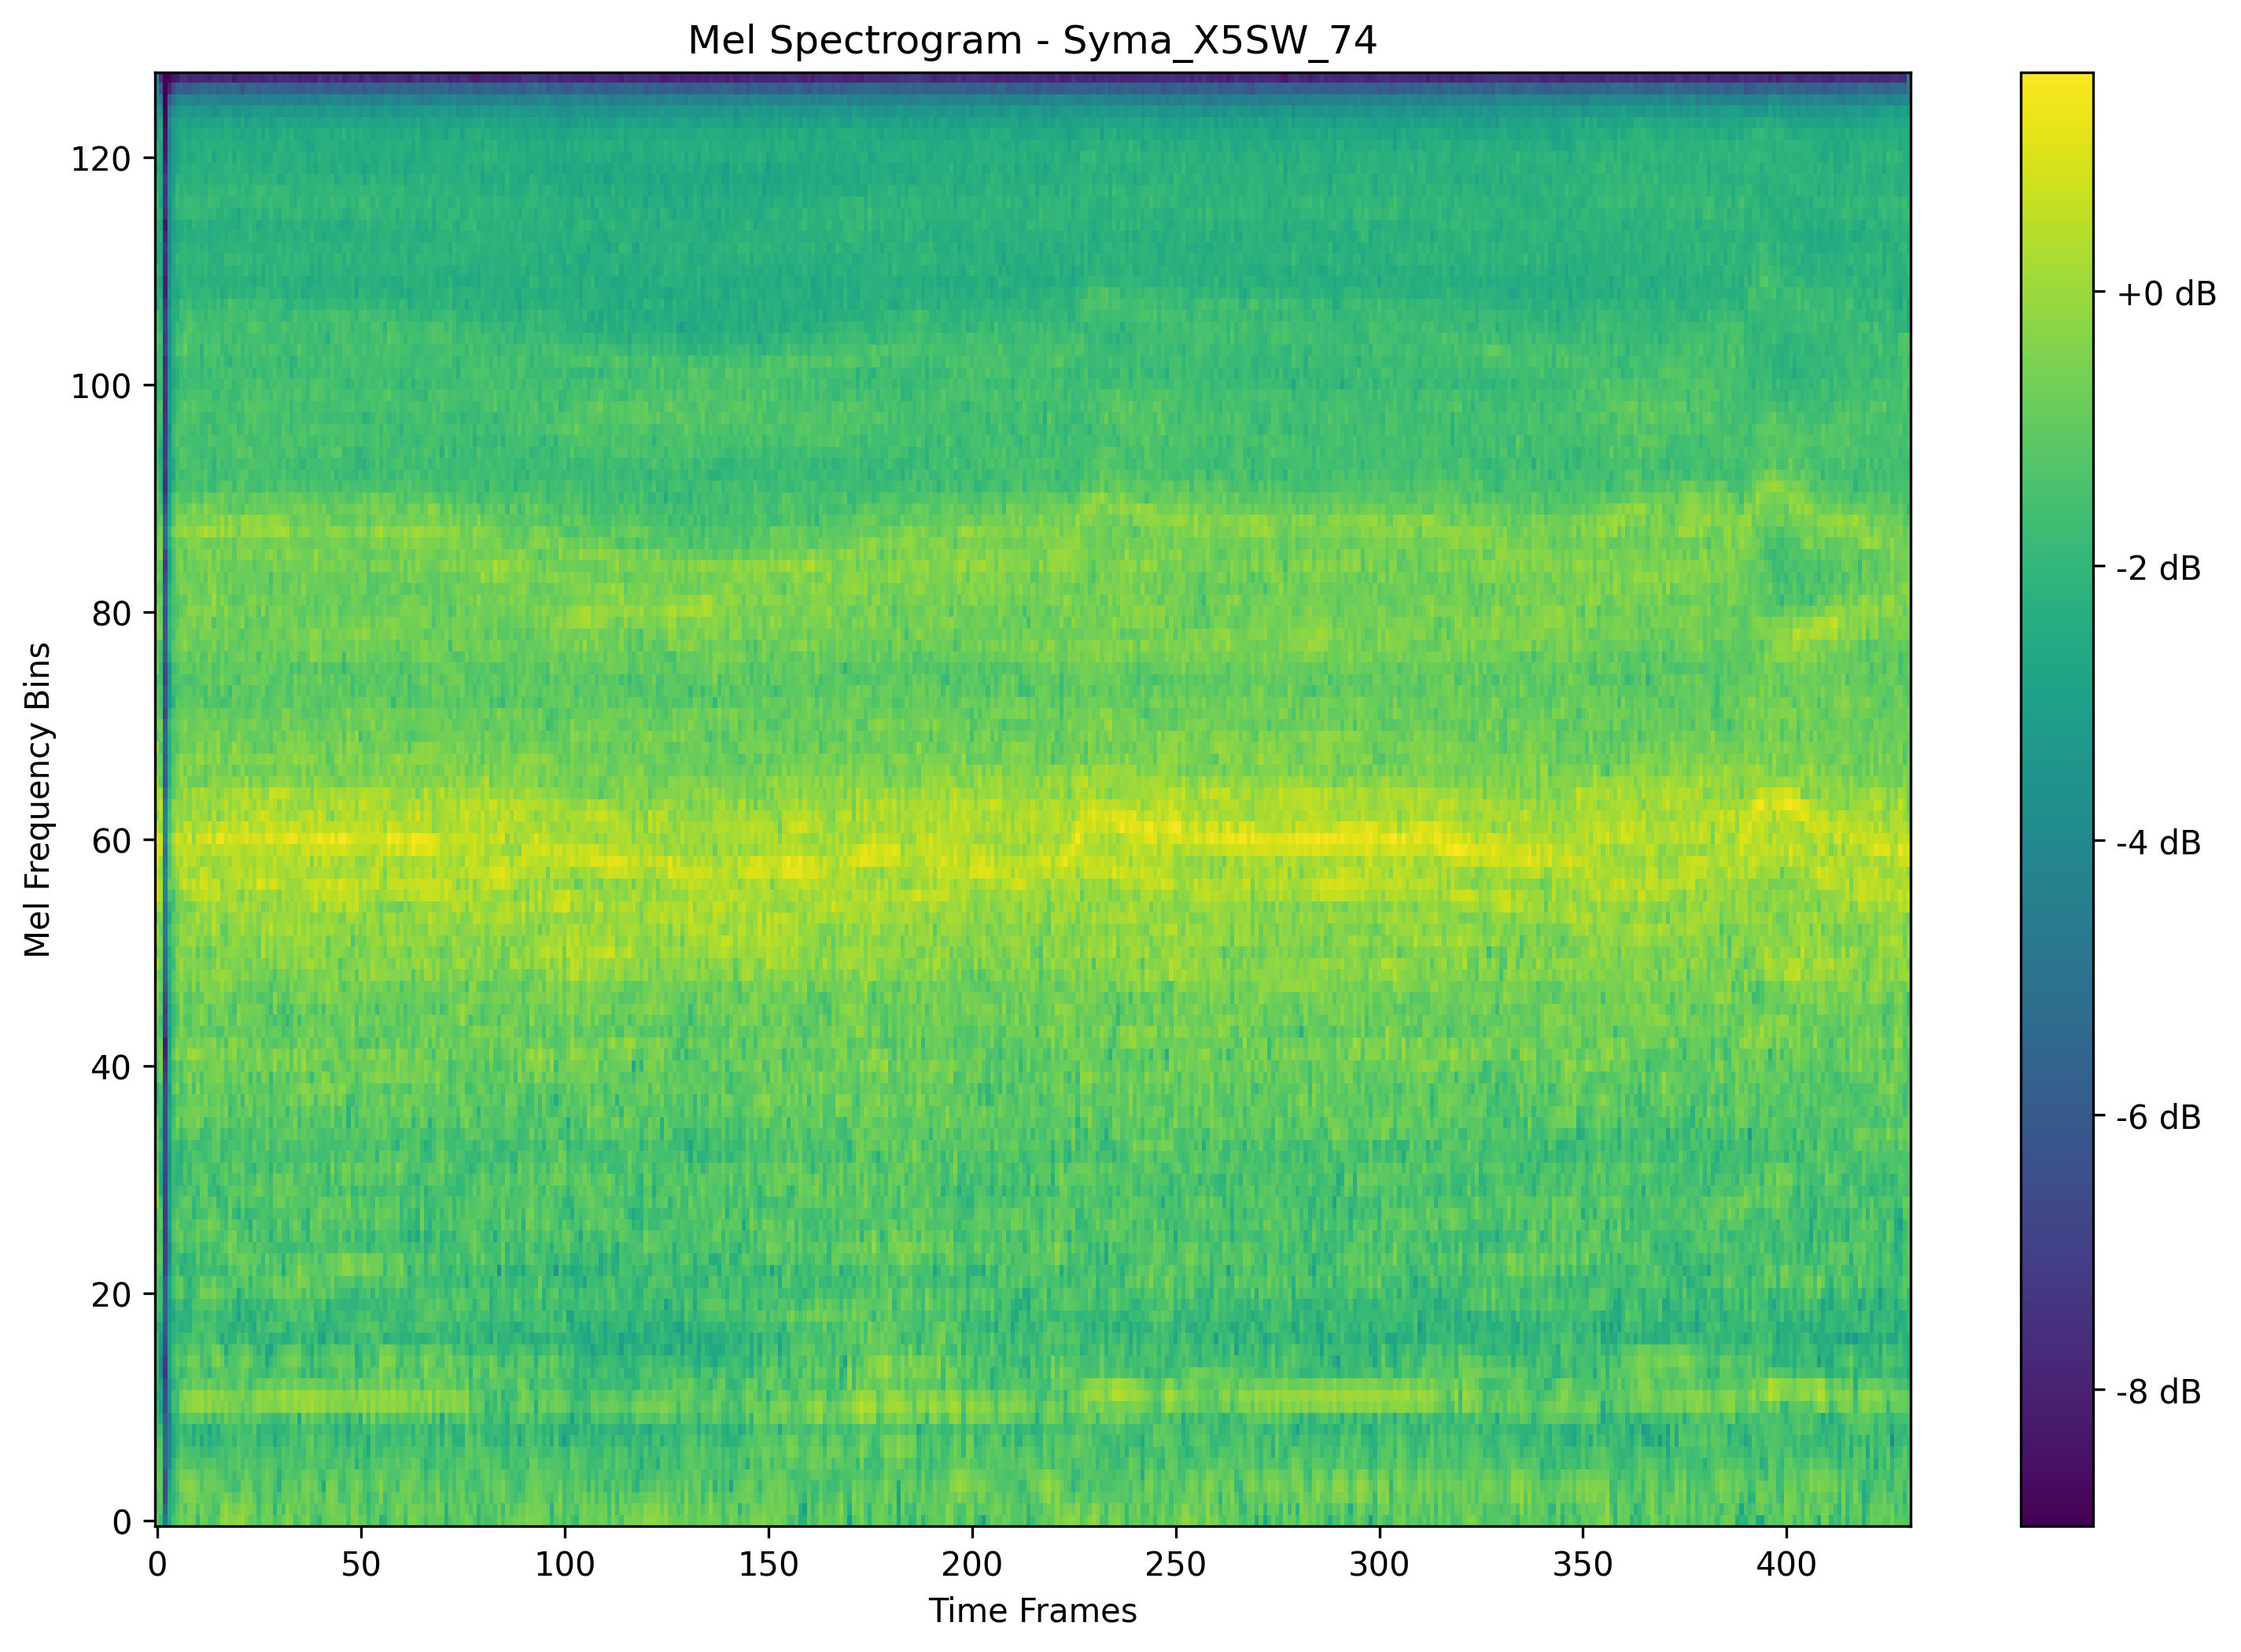 Mel Spectrogram - Syma_X5SW_74
Mel Frequency Bins
120
100
80
60
40
20
0
0 50 100 150 200 250 300 350 400
Time Frames
+0 dB
-2 dB
-4 dB
-6 dB
-8 dB